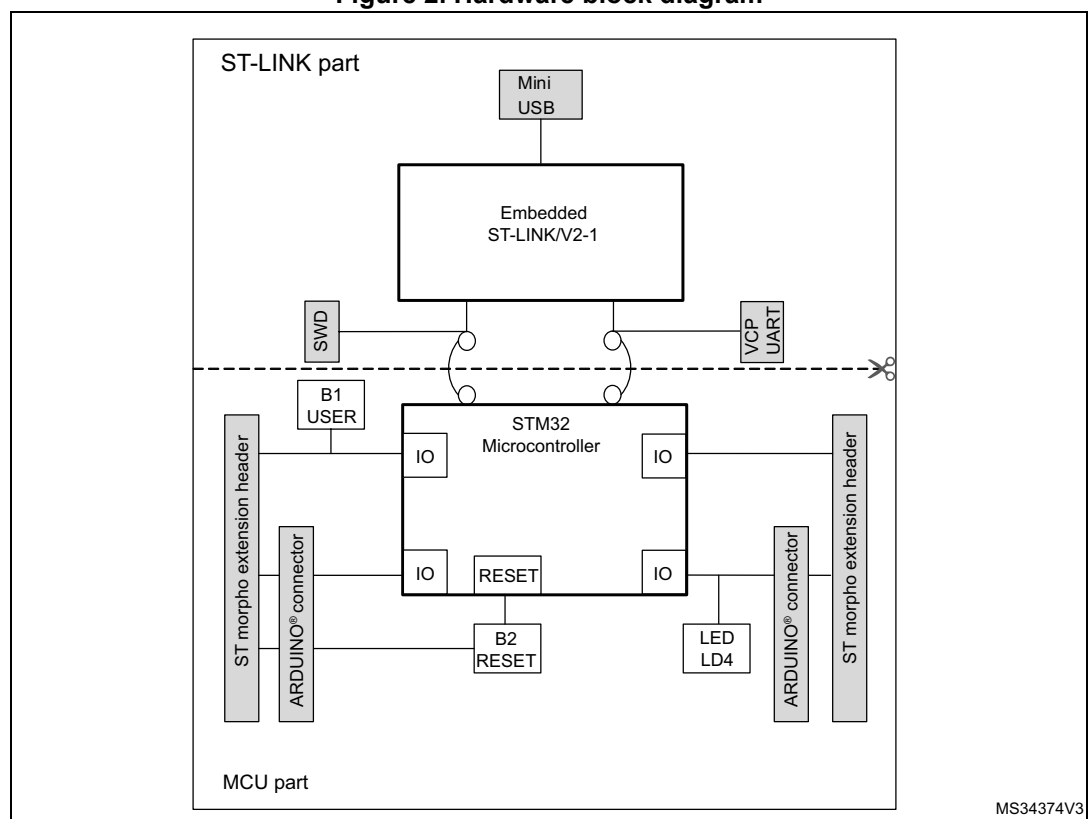 Figure 2. Hardware block diagram
ST-LINK part
Mini
USB
Embedded
ST-LINK/V2-1
SWD
VCP
UART
B1
USER
STM32
Microcontroller
IO
IO
ST morpho extension header
ARDUINO® connector
IO
RESET
IO
ARDUINO® connector
ST morpho extension header
B2
RESET
LED
LD4
MCU part
MS34374V3